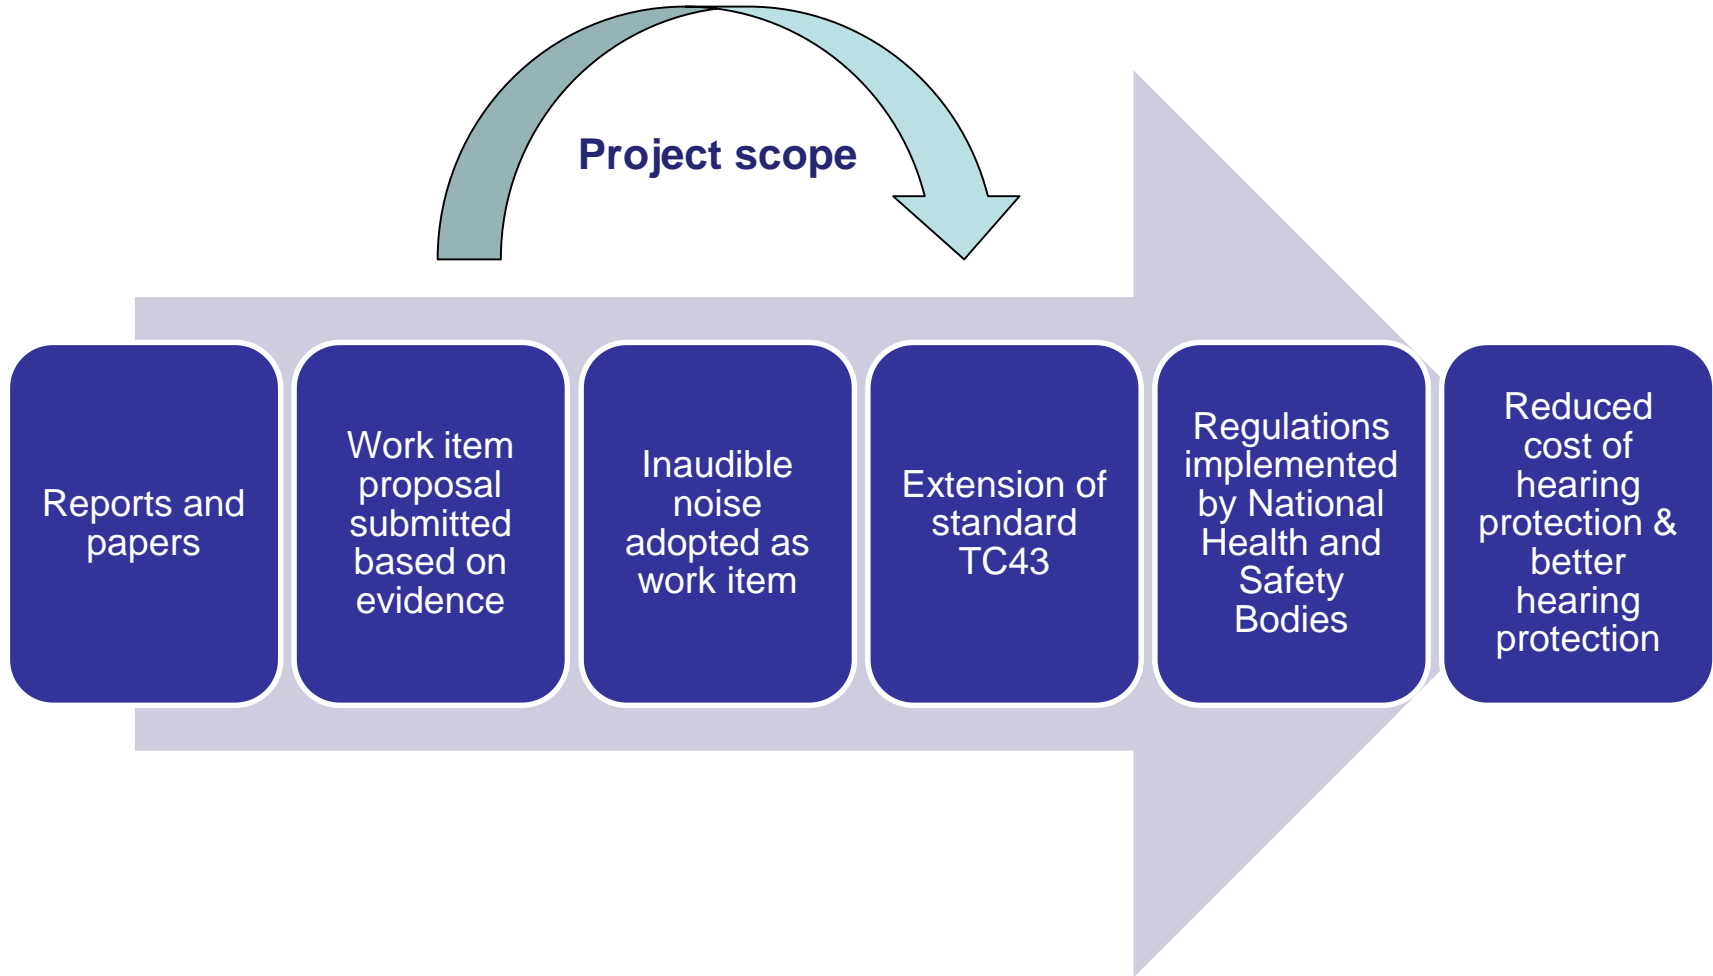 Project scope
Reports and
papers
Work item
proposal
submitted
based on
evidence
Inaudible
noise
adopted as
work item
Extension of
standard
TC43
Regulations
implemented
by National
Health and
Safety
Bodies
Reduced
cost of
hearing
protection &
better
hearing
protection